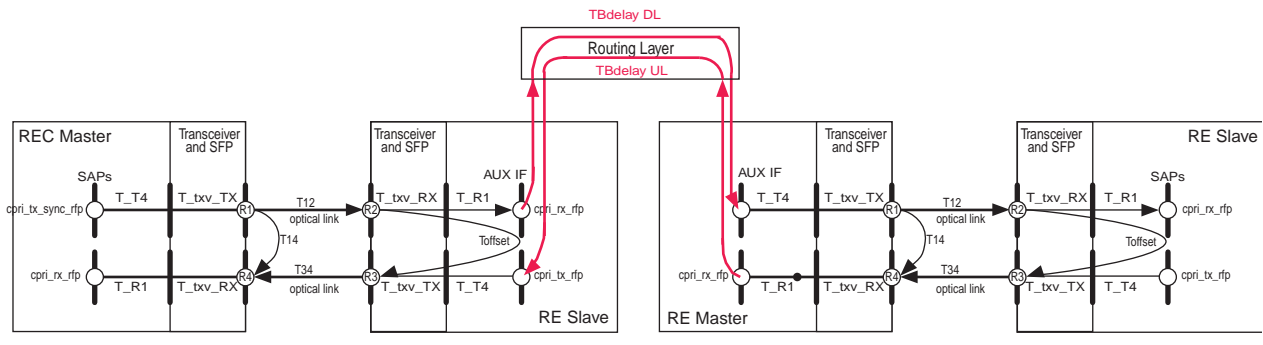 TBdelay DL
Routing Layer
TBdelay UL
REC Master
Transceiver
and SFP
Transceiver
and SFP
AUX IF
SAPs
T_T4
T_txv_TX
T12
T_txv_RX
T_R1
cpri_tx_sync_rfp
R1
optical link
R2
cpri_rx_rfp
T14
Toffset
cpri_rx_rfp
R4
T34
R3
cpri_tx_rfp
T_R1
T_txv_RX
optical link
T_txv_TX
T_T4
RE Slave
Transceiver
and SFP
Transceiver
and SFP
RE Slave
AUX IF
SAPs
T_T4
T_txv_TX
T12
T_txv_RX
T_R1
R1
optical link
R2
cpri_rx_rfp
T14
Toffset
cpri_rx_rfp
R4
T34
R3
cpri_tx_rfp
T_R1
T_txv_RX
optical link
T_txv_TX
T_T4
RE Master